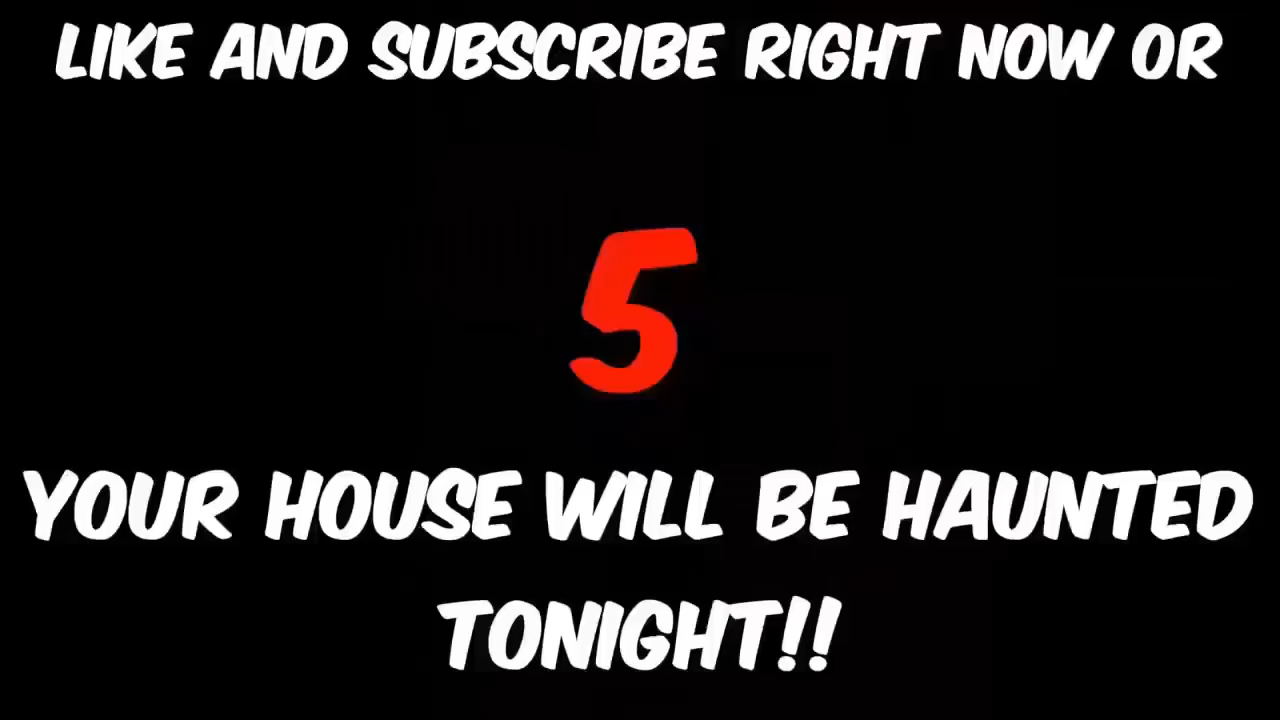 LIKE AND SUBSCRIBE RIGHT NOW OR
5
YOUR HOUSE WILL BE HAUNTED
TONIGHT!!